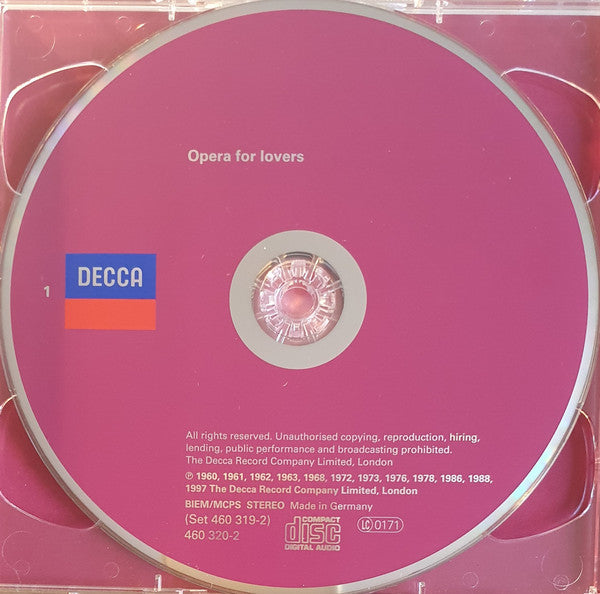 Opera for lovers
1
DECCA
All rights reserved. Unauthorised copying, reproduction, hiring,
lending, public performance and broadcasting prohibited.
The Decca Record Company Limited, London
℗ 1960, 1961, 1962, 1963, 1968, 1972, 1973, 1976, 1978, 1986, 1988,
1997 The Decca Record Company Limited, London
BIEM/MCPS STEREO Made in Germany
(Set 460 319-2)
460 320-2
COMPACT
disc
DIGITAL AUDIO
LC 0171